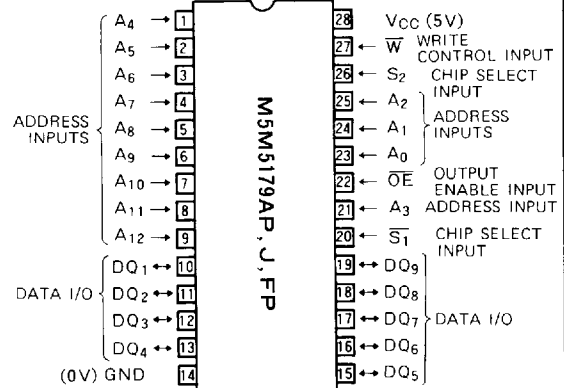 A4 → 1
A5 → 2
A6 → 3
A7 → 4
A8 → 5
A9 → 6
A10 → 7
A11 → 8
A12 → 9
ADDRESS
INPUTS
DQ1 ↔ 10
DQ2 ↔ 11
DQ3 ↔ 12
DQ4 ↔ 13
DATA I/O
(0V) GND 14
M5M5179AP, J, FP
28 VCC (5V)
27 ← W̅ WRITE
CONTROL INPUT
26 ← S2 CHIP SELECT
INPUT
25 ← A2
24 ← A1
23 ← A0
ADDRESS
INPUTS
22 ← O̅E̅ OUTPUT
ENABLE INPUT
21 ← A3 ADDRESS INPUT
20 ← S̅1̅ CHIP SELECT
INPUT
19 ↔ DQ9
18 ↔ DQ8
17 ↔ DQ7
16 ↔ DQ6
15 ↔ DQ5
DATA I/O